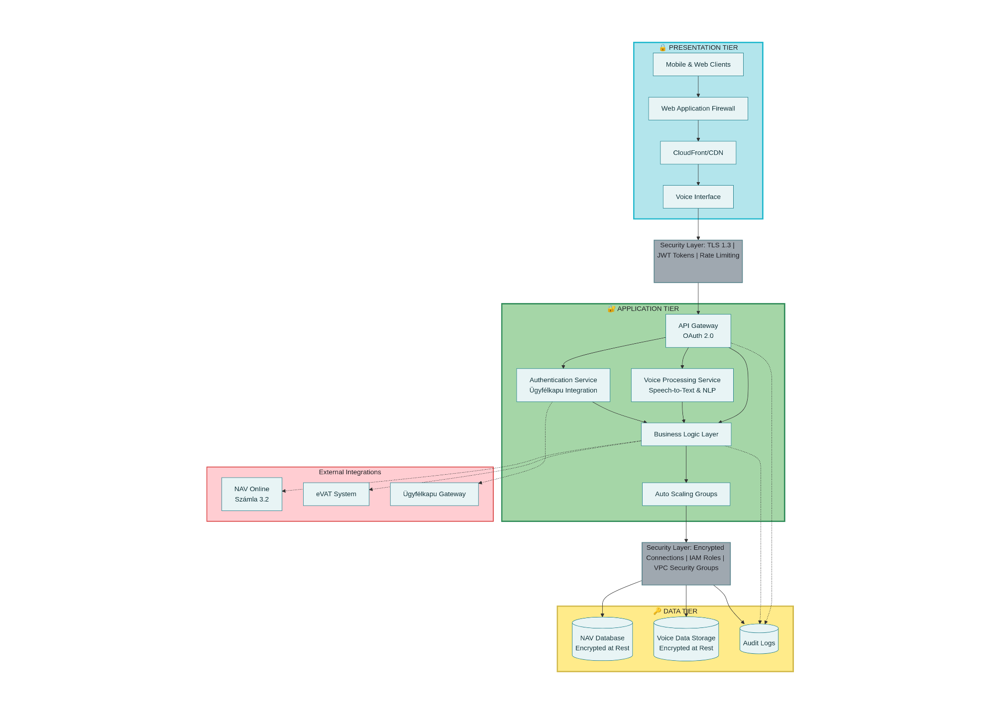 🔒 PRESENTATION TIER
Mobile & Web Clients
Web Application Firewall
CloudFront/CDN
Voice Interface
Security Layer: TLS 1.3 |
JWT Tokens | Rate Limiting
🔐 APPLICATION TIER
API Gateway
OAuth 2.0
Authentication Service
Ügyfélkapu Integration
Voice Processing Service
Speech-to-Text & NLP
Business Logic Layer
Auto Scaling Groups
External Integrations
NAV Online
Számla 3.2
eVAT System
Ügyfélkapu Gateway
Security Layer: Encrypted
Connections | IAM Roles |
VPC Security Groups
🔑 DATA TIER
NAV Database
Encrypted at Rest
Voice Data Storage
Encrypted at Rest
Audit Logs